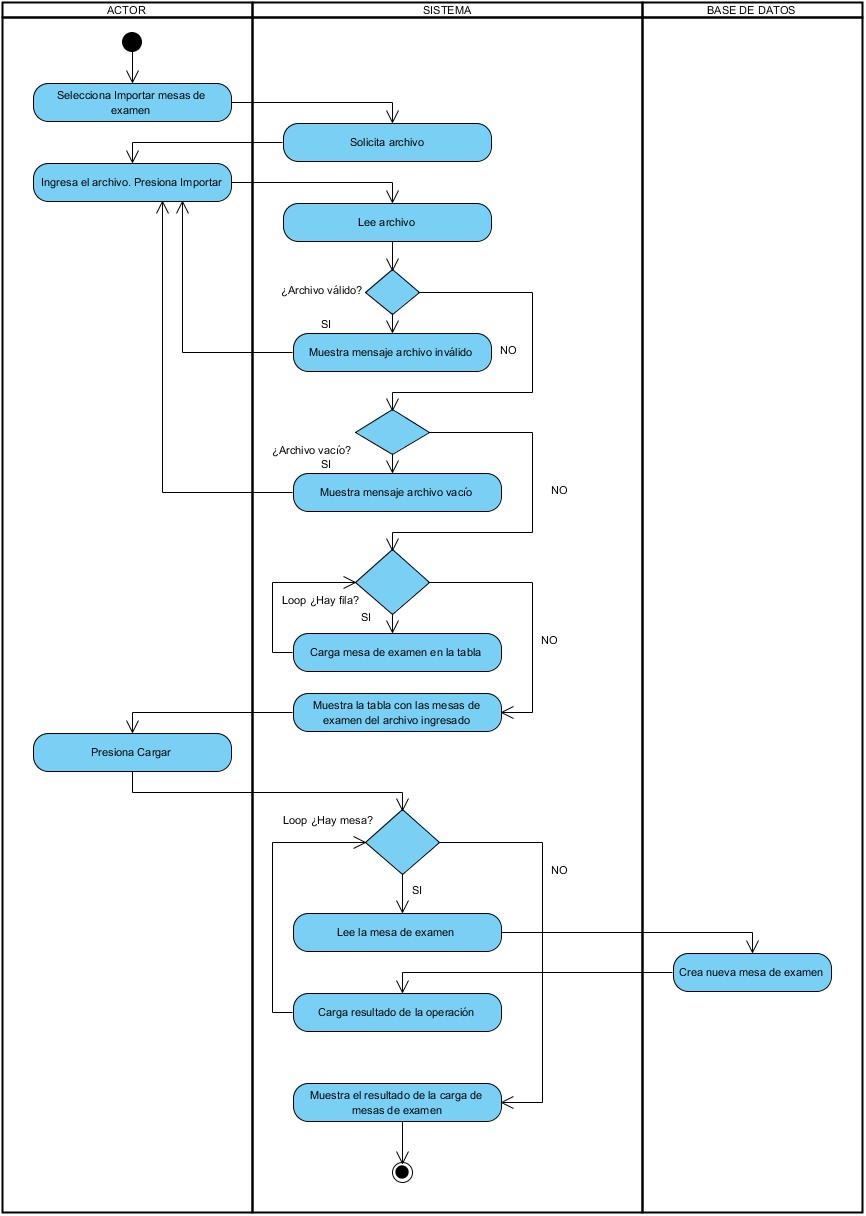 ACTOR
SISTEMA
BASE DE DATOS
Selecciona Importar mesas de
examen
Solicita archivo
Ingresa el archivo. Presiona Importar
Lee archivo
¿Archivo válido?
SI
Muestra mensaje archivo inválido
NO
¿Archivo vacío?
SI
Muestra mensaje archivo vacío
NO
Loop ¿Hay fila?
SI
NO
Carga mesa de examen en la tabla
Muestra la tabla con las mesas de
examen del archivo ingresado
Presiona Cargar
Loop ¿Hay mesa?
NO
SI
Lee la mesa de examen
Crea nueva mesa de examen
Carga resultado de la operación
Muestra el resultado de la carga de
mesas de examen